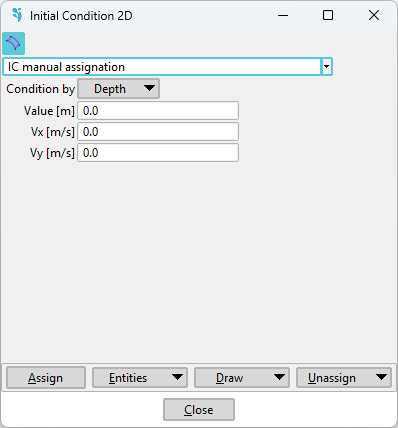 Initial Condition 2D
IC manual assignation
Condition by Depth
Value [m] 0.0
Vx [m/s] 0.0
Vy [m/s] 0.0
Assign Entities Draw Unassign
Close